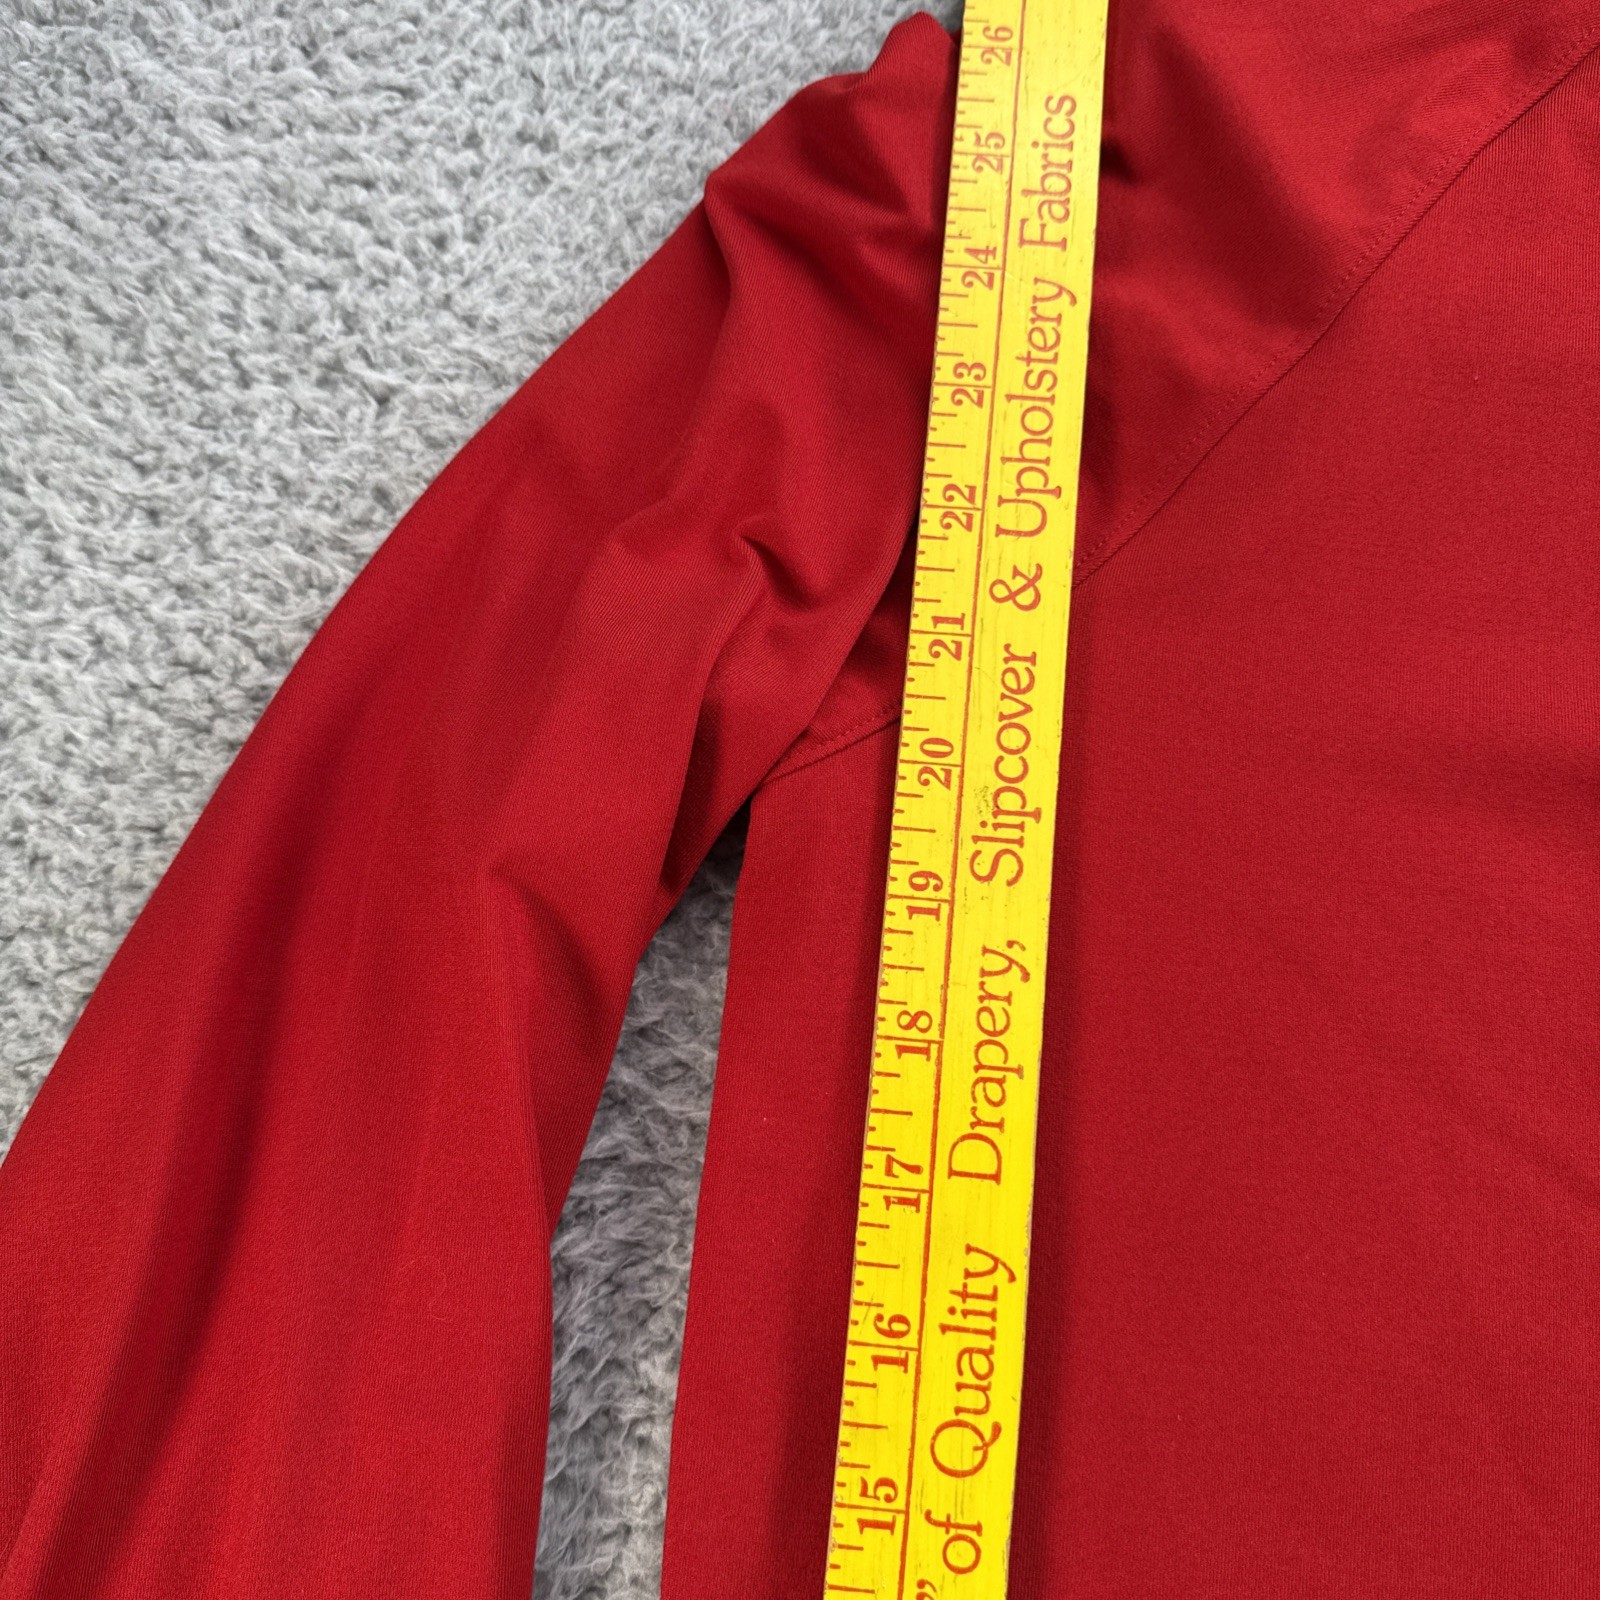 ” of Quality Drapery, Slipcover & Upholstery Fabrics
15 16 17 18 19 20 21 22 23 24 25 26